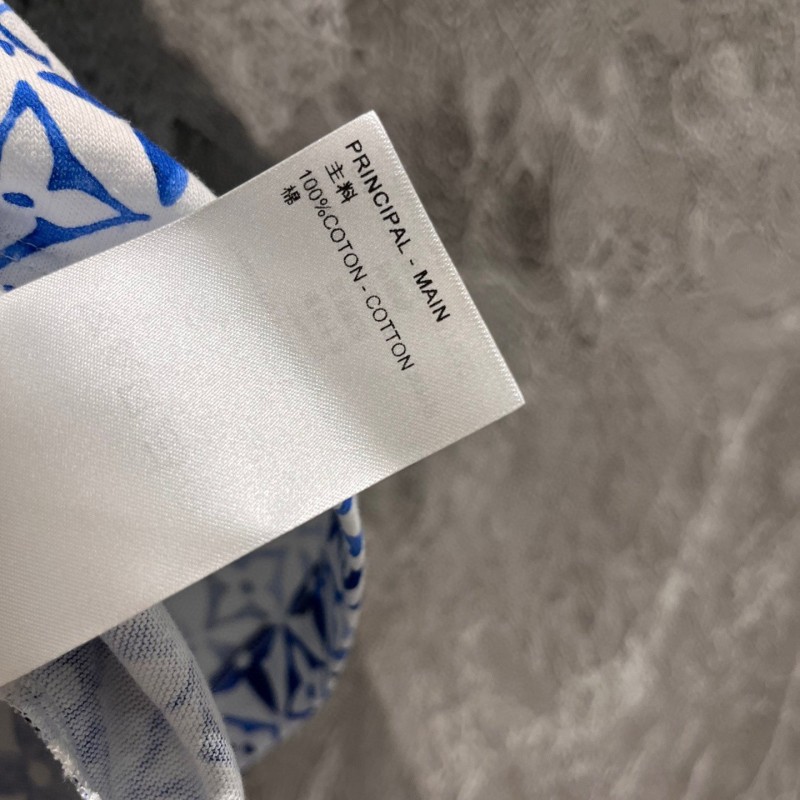 PRINCIPAL - MAIN
主料
100%COTON - COTTON
棉